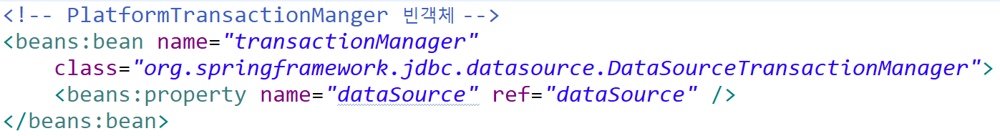 <!-- PlatformTransactionManger 빈객체 -->
<beans:bean name="transactionManager"
class="org.springframework.jdbc.datasource.DataSourceTransactionManager">
<beans:property name="dataSource" ref="dataSource" />
</beans:bean>